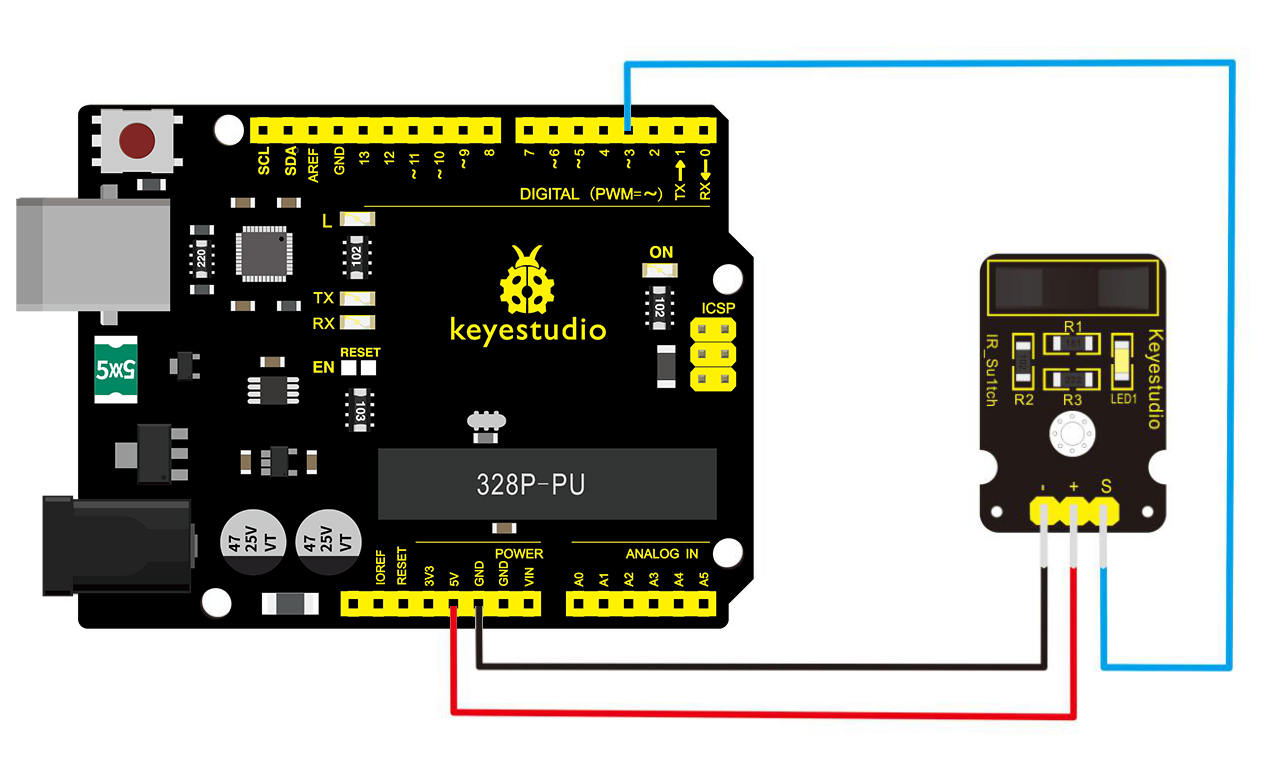 SCL
SDA
AREF
GND
13
12
~11
~10
~9
8
7
~6
~5
4
~3
2
TX→1
RX←0
DIGITAL (PWM=~)
L
220
102
TX
RX
ON
102
ICSP
keyestudio
RESET
EN
5XX5
103
328P-PU
47
25V
VT
47
25V
VT
POWER
ANALOG IN
IOREF
RESET
3V3
5V
GND
GND
VIN
A0
A1
A2
A3
A4
A5
IR_Su1tch
Keyestudio
R1
R2
R3
LED1
-
+
S